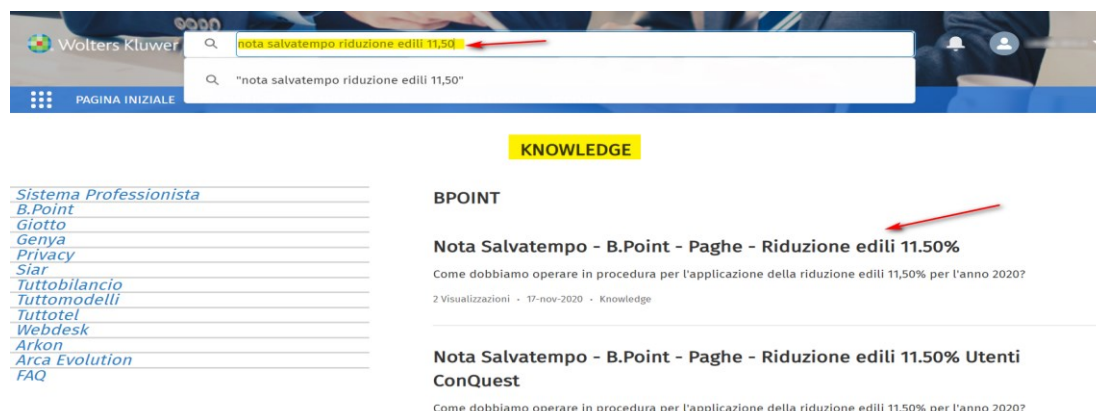 Wolters Kluwer
nota salvatempo riduzione edili 11,50
"nota salvatempo riduzione edili 11,50"
PAGINA INIZIALE
KNOWLEDGE
Sistema Professionista
B.Point
Giotto
Genya
Privacy
Siar
Tuttobilancio
Tuttomodelli
Tuttotel
Webdesk
Arkon
Arca Evolution
FAQ
BPOINT
Nota Salvatempo - B.Point - Paghe - Riduzione edili 11.50%
Come dobbiamo operare in procedura per l'applicazione della riduzione edili 11,50% per l'anno 2020?
2 Visualizzazioni • 17-nov-2020 • Knowledge
Nota Salvatempo - B.Point - Paghe - Riduzione edili 11.50% Utenti
ConQuest
Come dobbiamo operare in procedura per l'applicazione della riduzione edili 11,50% per l'anno 2020?